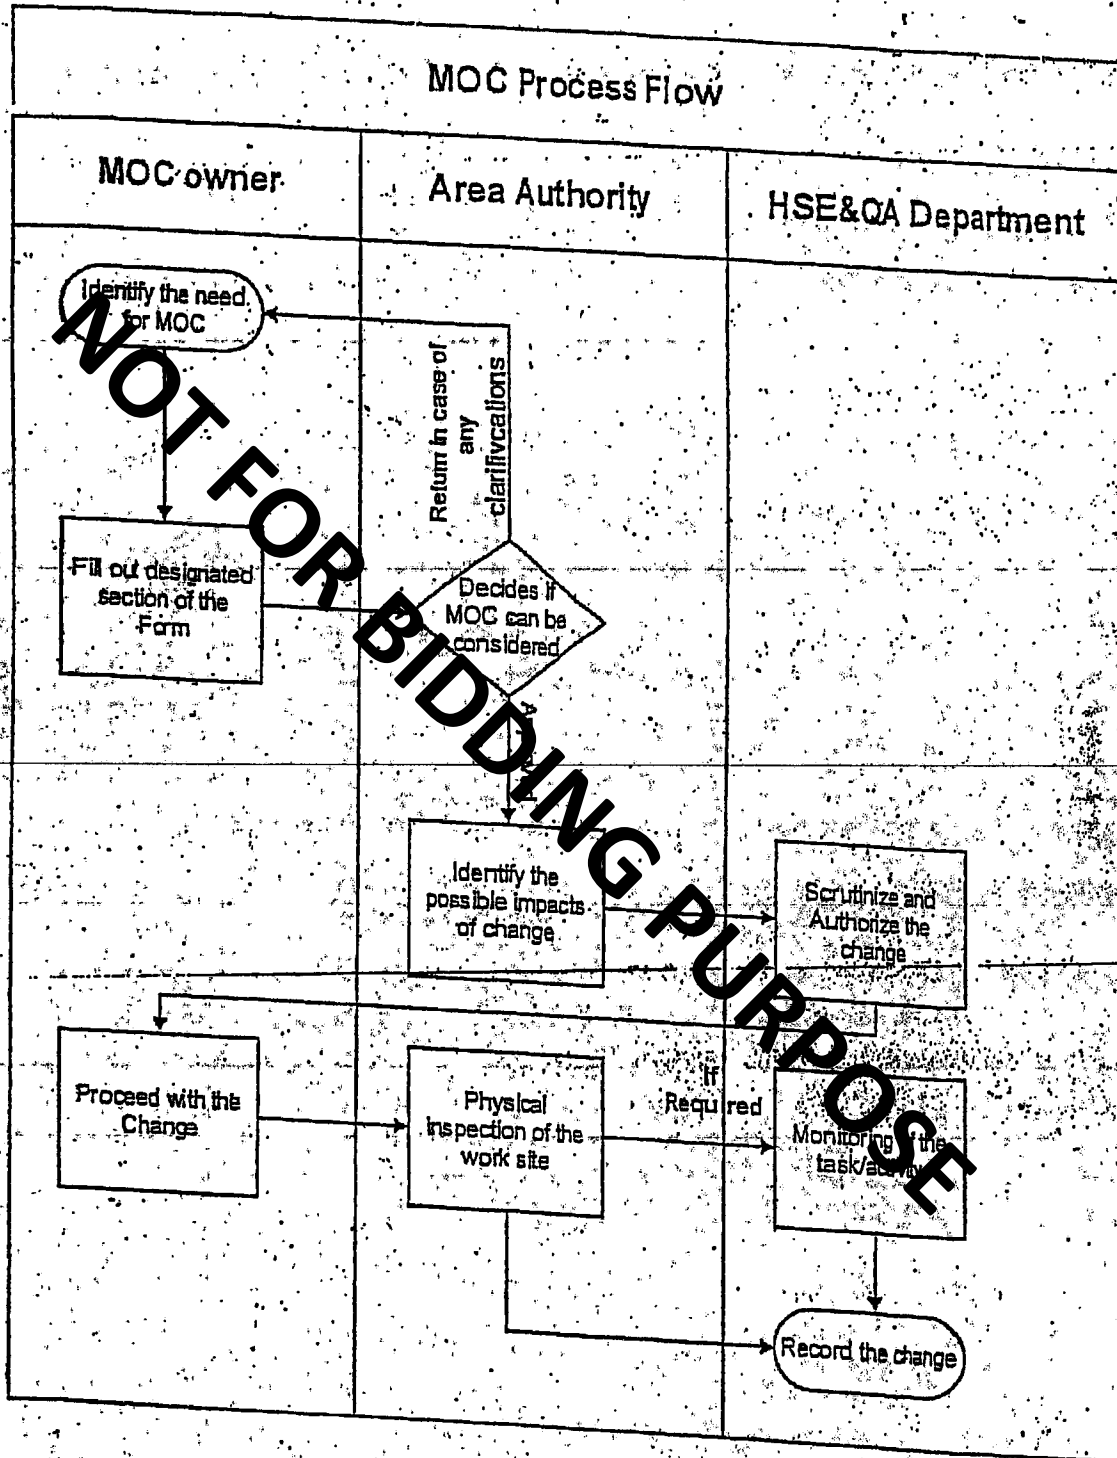 MOC Process Flow
MOC owner
Area Authority
HSE&QA Department
Identify the need
for MOC
Return in case of
any
clarifivcations
Fill out designated
section of the
Form
Decides if
MOC can be
considered
Identify the
possible impacts
of change
Scrutinize and
Authorize the
change
Proceed with the
Change
Physical
inspection of the
work site
If
Required
Monitoring of the
Record the change
NOT FOR BIDDING PURPOSE